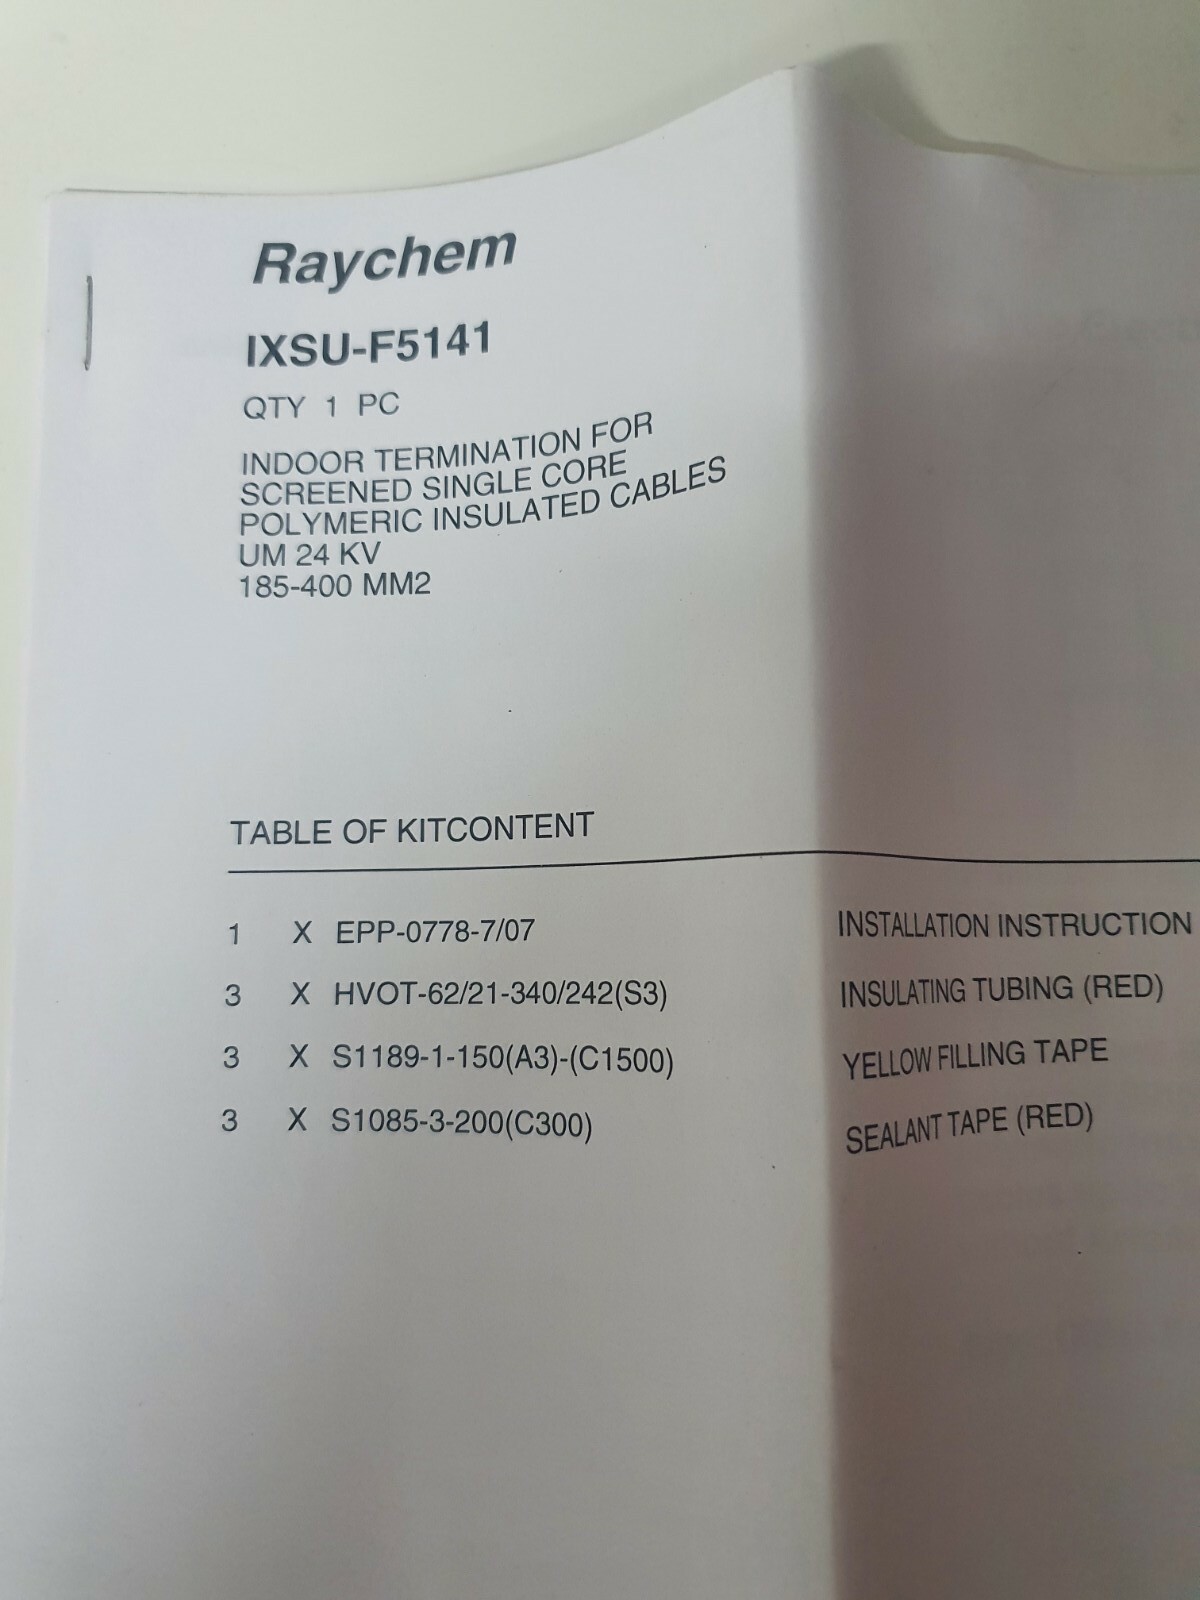 Raychem
IXSU-F5141
QTY 1 PC
INDOOR TERMINATION FOR
SCREENED SINGLE CORE
POLYMERIC INSULATED CABLES
UM 24 KV
185-400 MM2
TABLE OF KITCONTENT
1 X EPP-0778-7/07 INSTALLATION INSTRUCTION
3 X HVOT-62/21-340/242(S3) INSULATING TUBING (RED)
3 X S1189-1-150(A3)-(C1500) YELLOW FILLING TAPE
3 X S1085-3-200(C300) SEALANT TAPE (RED)